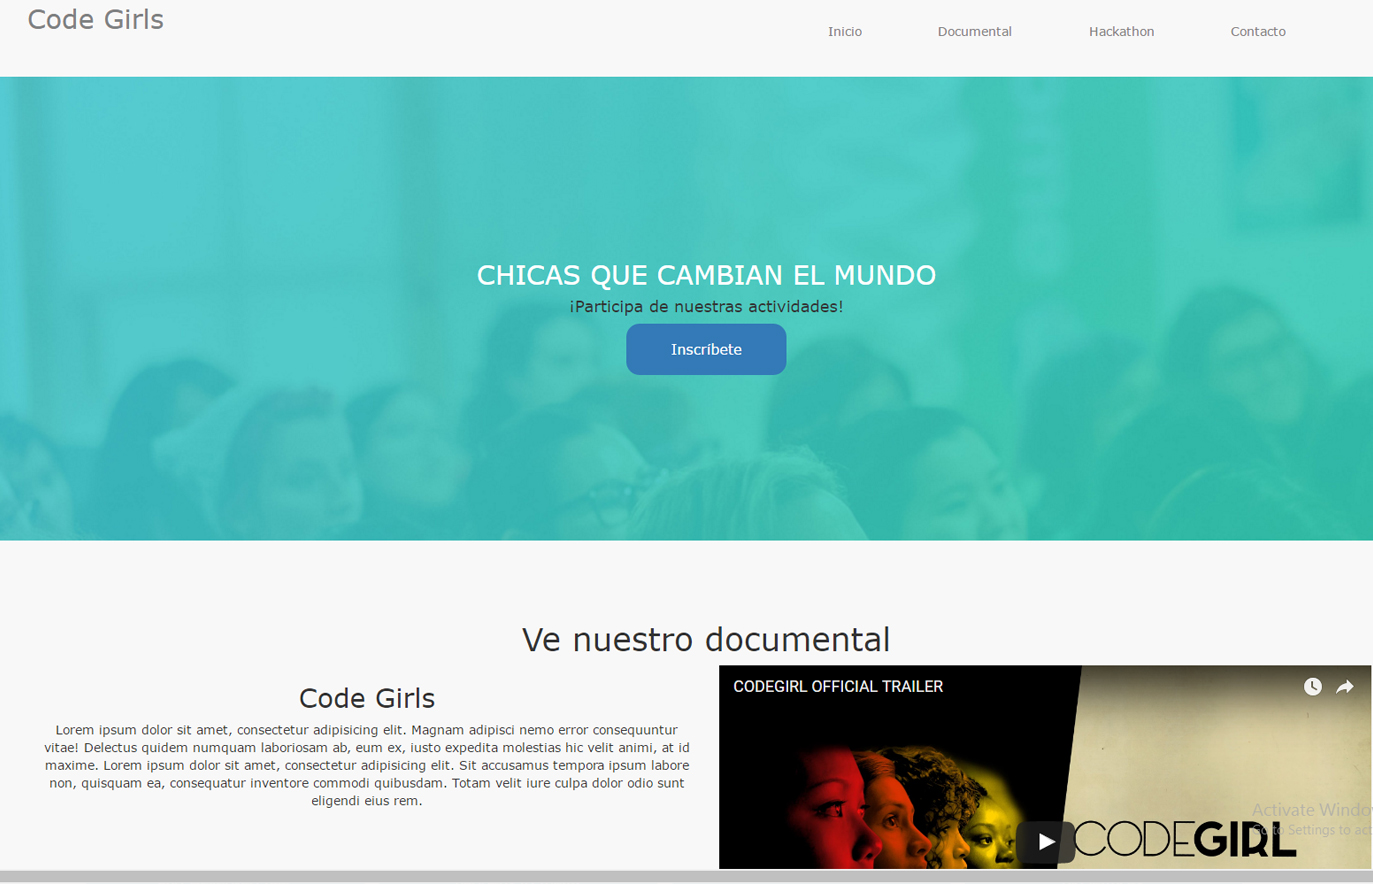 Code Girls
Inicio Documental Hackathon Contacto
CHICAS QUE CAMBIAN EL MUNDO
¡Participa de nuestras actividades!
Inscríbete
Ve nuestro documental
Code Girls
Lorem ipsum dolor sit amet, consectetur adipisicing elit. Magnam adipisci nemo error consequuntur
vitae! Delectus quidem numquam laboriosam ab, eum ex, iusto expedita molestias hic velit animi, at id
maxime. Lorem ipsum dolor sit amet, consectetur adipisicing elit. Sit accusamus tempora ipsum labore
non, quisquam ea, consequatur inventore commodi quibusdam. Totam velit iure culpa dolor odio sunt
eligendi eius rem.
CODEGIRL OFFICIAL TRAILER
CODEGIRL
Activate Windo
Go to Settings to act